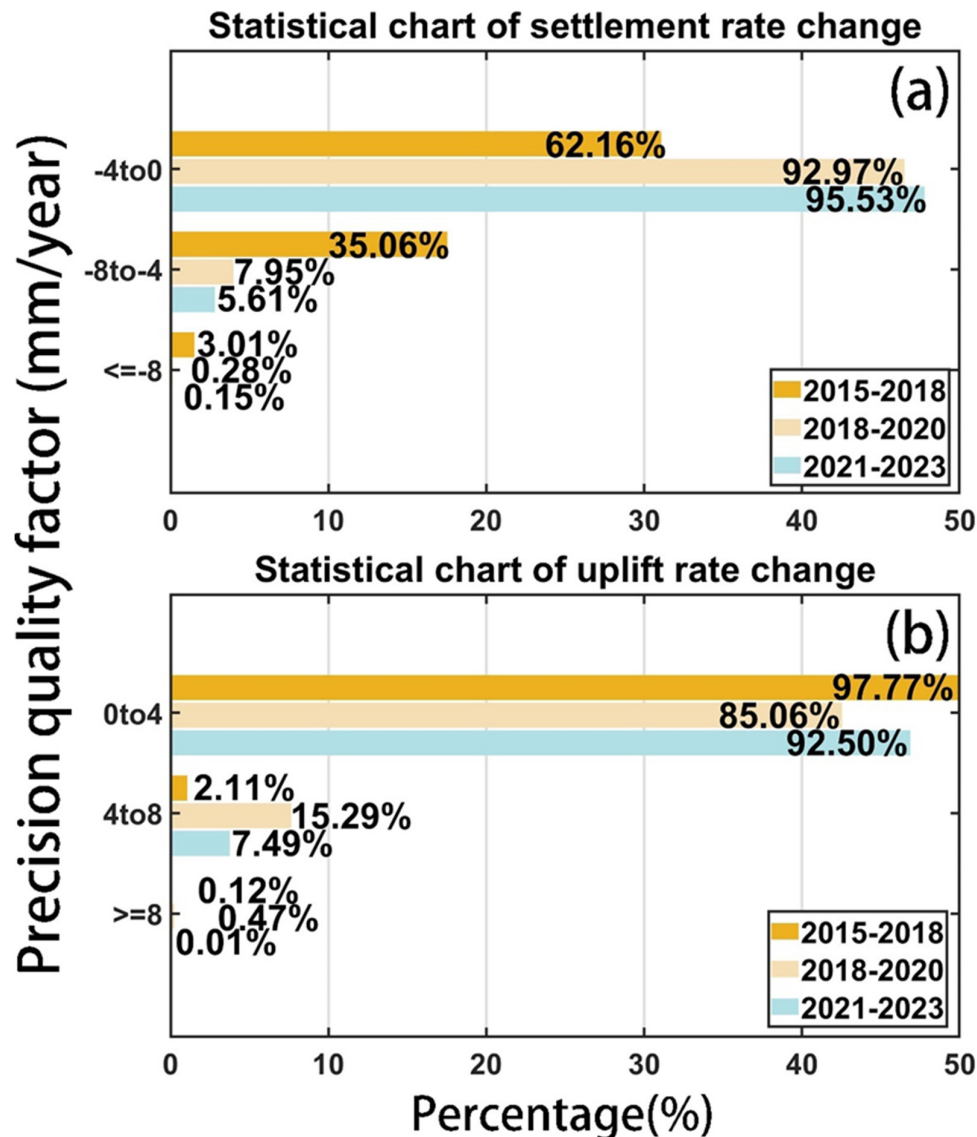 Statistical chart of settlement rate change
(a)
Precision quality factor (mm/year)
-4to0
62.16%
92.97%
95.53%
-8to-4
35.06%
7.95%
5.61%
<=-8
3.01%
0.28%
0.15%
2015-2018
2018-2020
2021-2023
0 10 20 30 40 50
Statistical chart of uplift rate change
(b)
0to4
97.77%
85.06%
92.50%
4to8
2.11%
15.29%
7.49%
>=8
0.12%
0.47%
0.01%
2015-2018
2018-2020
2021-2023
0 10 20 30 40 50
Percentage(%)